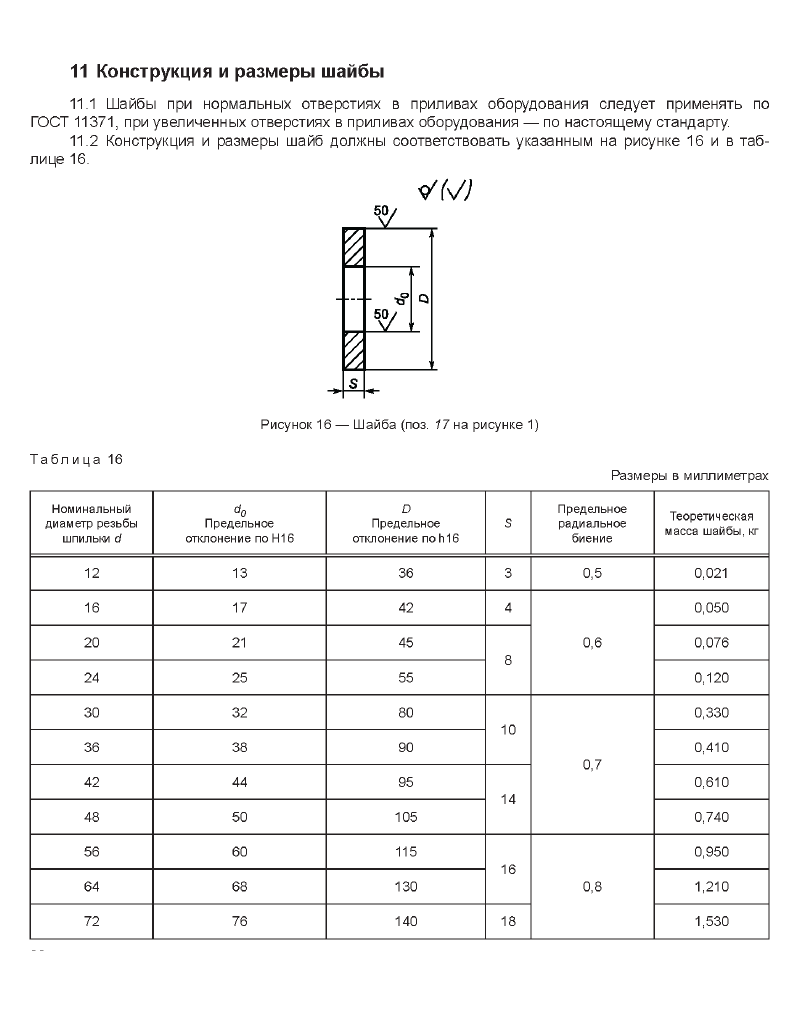 11 Конструкция и размеры шайбы
11.1 Шайбы при нормальных отверстиях в приливах оборудования следует применять по
ГОСТ 11371, при увеличенных отверстиях в приливах оборудования — по настоящему стандарту.
11.2 Конструкция и размеры шайб должны соответствовать указанным на рисунке 16 и в таб-
лице 16.
50
50
d0
D
S
Рисунок 16 — Шайба (поз. 17 на рисунке 1)
Таблица 16
Размеры в миллиметрах
Номинальный диаметр резьбы шпильки d | d0 Предельное отклонение по H16 | D Предельное отклонение по h16 | S | Предельное радиальное биение | Теоретическая масса шайбы, кг
12 13 36 3 0,5 0,021
16 17 42 4 0,050
20 21 45 8 0,6 0,076
24 25 55 0,120
30 32 80 10 0,330
36 38 90 0,7 0,410
42 44 95 14 0,610
48 50 105 0,740
56 60 115 16 0,950
64 68 130 0,8 1,210
72 76 140 18 1,530